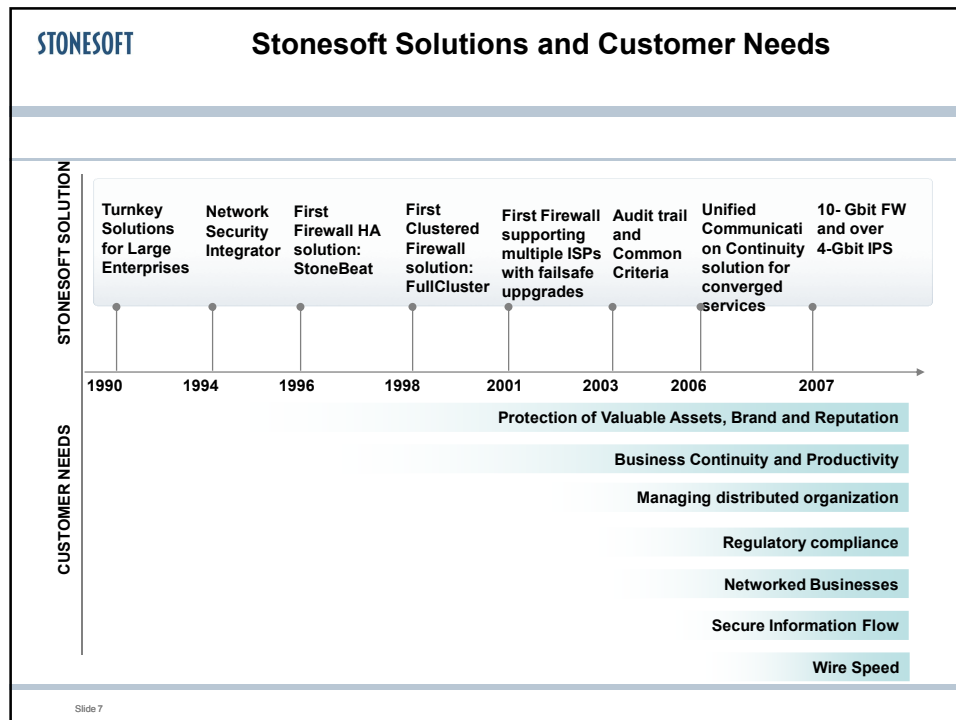 STONESOFT
Stonesoft Solutions and Customer Needs
STONESOFT SOLUTION
Turnkey
Solutions
for Large
Enterprises
Network
Security
Integrator
First
Firewall HA
solution:
StoneBeat
First
Clustered
Firewall
solution:
FullCluster
First Firewall
supporting
multiple ISPs
with failsafe
uppgrades
Audit trail
and
Common
Criteria
Unified
Communicati
on Continuity
solution for
converged
services
10- Gbit FW
and over
4-Gbit IPS
1990 1994 1996 1998 2001 2003 2006 2007
CUSTOMER NEEDS
Protection of Valuable Assets, Brand and Reputation
Business Continuity and Productivity
Managing distributed organization
Regulatory compliance
Networked Businesses
Secure Information Flow
Wire Speed
Slide 7